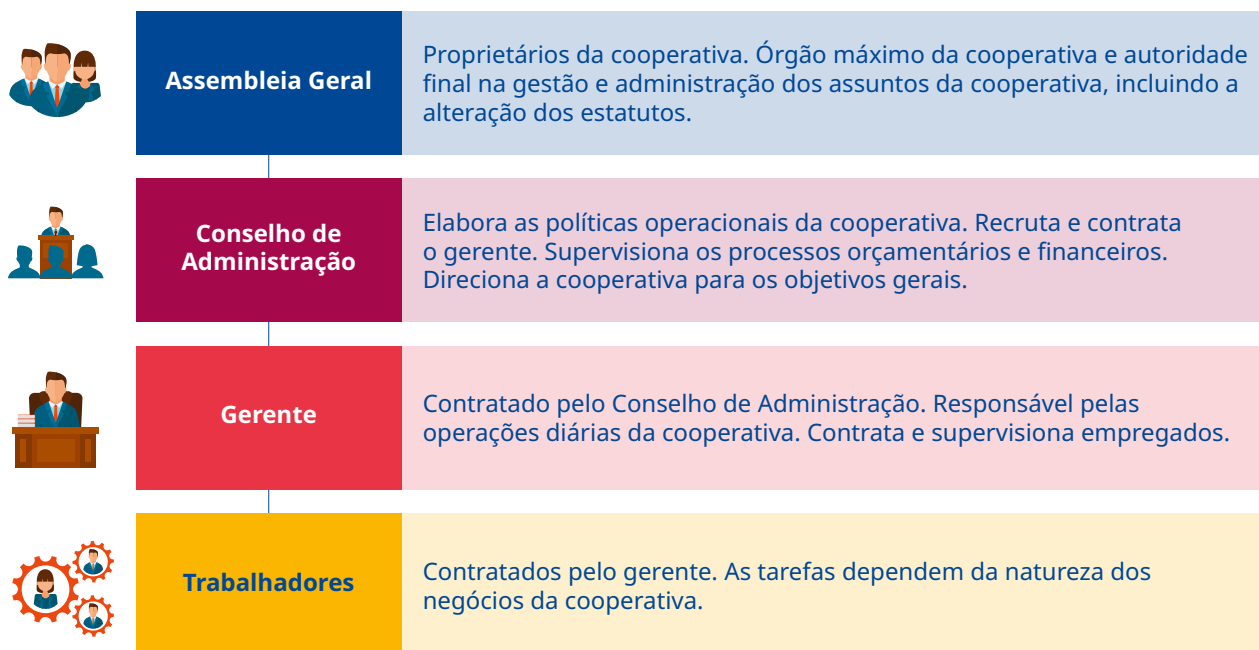 Assembleia Geral
Proprietários da cooperativa. Órgão máximo da cooperativa e autoridade
final na gestão e administração dos assuntos da cooperativa, incluindo a
alteração dos estatutos.
Conselho de
Administração
Elabora as políticas operacionais da cooperativa. Recruta e contrata
o gerente. Supervisiona os processos orçamentários e financeiros.
Direciona a cooperativa para os objetivos gerais.
Gerente
Contratado pelo Conselho de Administração. Responsável pelas
operações diárias da cooperativa. Contrata e supervisiona empregados.
Trabalhadores
Contratados pelo gerente. As tarefas dependem da natureza dos
negócios da cooperativa.